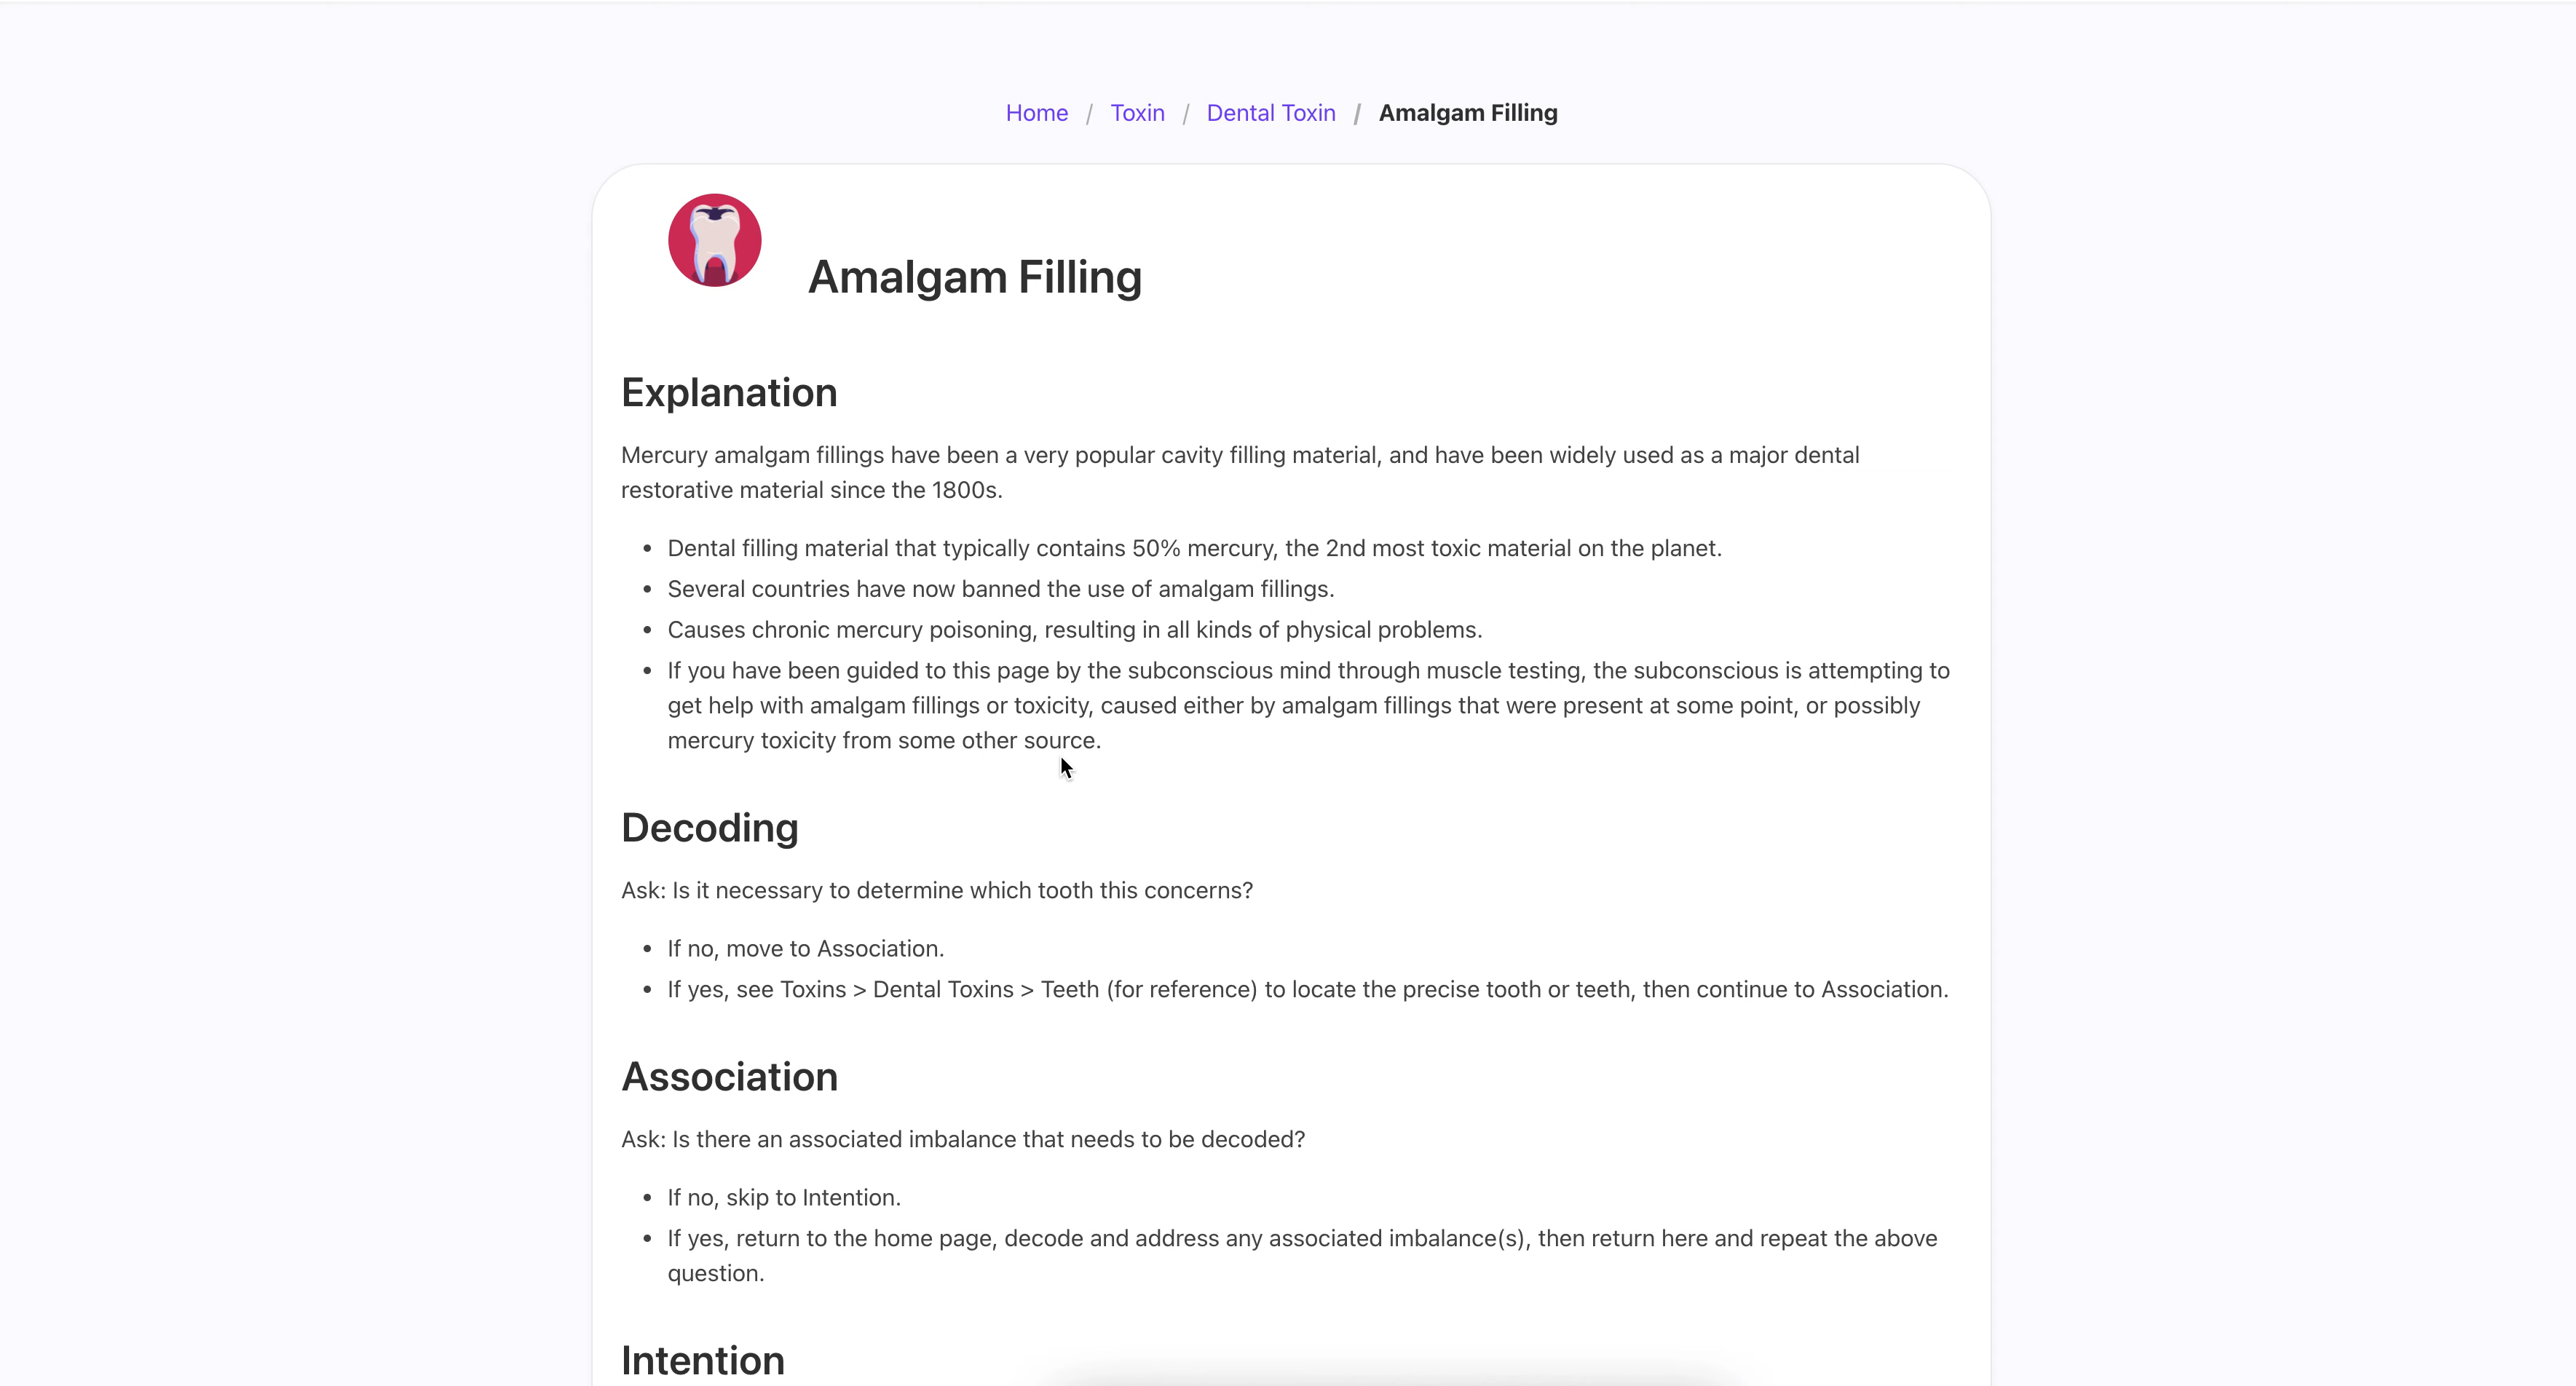 Home / Toxin / Dental Toxin / Amalgam Filling
Amalgam Filling
Explanation
Mercury amalgam fillings have been a very popular cavity filling material, and have been widely used as a major dental
restorative material since the 1800s.
• Dental filling material that typically contains 50% mercury, the 2nd most toxic material on the planet.
• Several countries have now banned the use of amalgam fillings.
• Causes chronic mercury poisoning, resulting in all kinds of physical problems.
• If you have been guided to this page by the subconscious mind through muscle testing, the subconscious is attempting to
get help with amalgam fillings or toxicity, caused either by amalgam fillings that were present at some point, or possibly
mercury toxicity from some other source.
Decoding
Ask: Is it necessary to determine which tooth this concerns?
• If no, move to Association.
• If yes, see Toxins > Dental Toxins > Teeth (for reference) to locate the precise tooth or teeth, then continue to Association.
Association
Ask: Is there an associated imbalance that needs to be decoded?
• If no, skip to Intention.
• If yes, return to the home page, decode and address any associated imbalance(s), then return here and repeat the above
question.
Intention